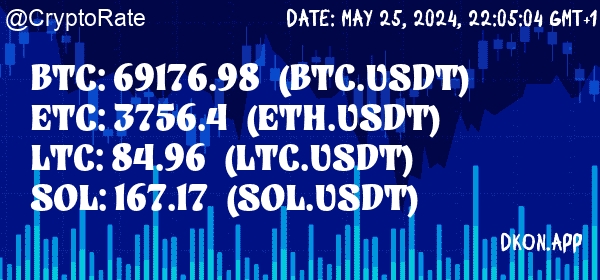 @CryptoRate
DATE: MAY 25, 2024, 22:05:04 GMT+1
BTC: 69176.98 (BTC.USDT)
ETC: 3756.4 (ETH.USDT)
LTC: 84.96 (LTC.USDT)
SOL: 167.17 (SOL.USDT)
DKON.APP